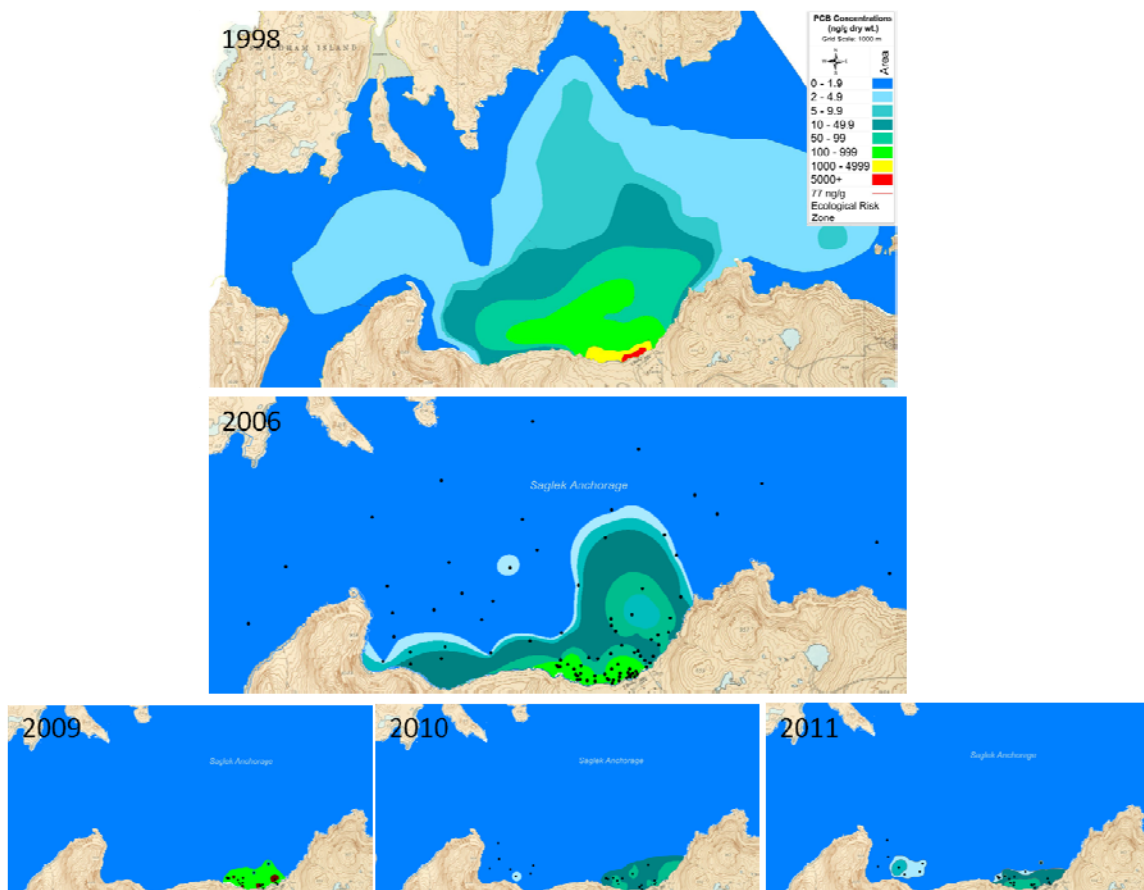 1998
PCB Concentrations
(ng/g dry wt.)
Grid Scale: 1000 m
Area
0 - 1.9
2 - 4.9
5 - 9.9
10 - 49.9
50 - 99
100 - 999
1000 - 4999
5000+
77 ng/g
Ecological Risk
Zone
2006
Saglek Anchorage
2009
Saglek Anchorage
2010
Saglek Anchorage
2011
Saglek Anchorage